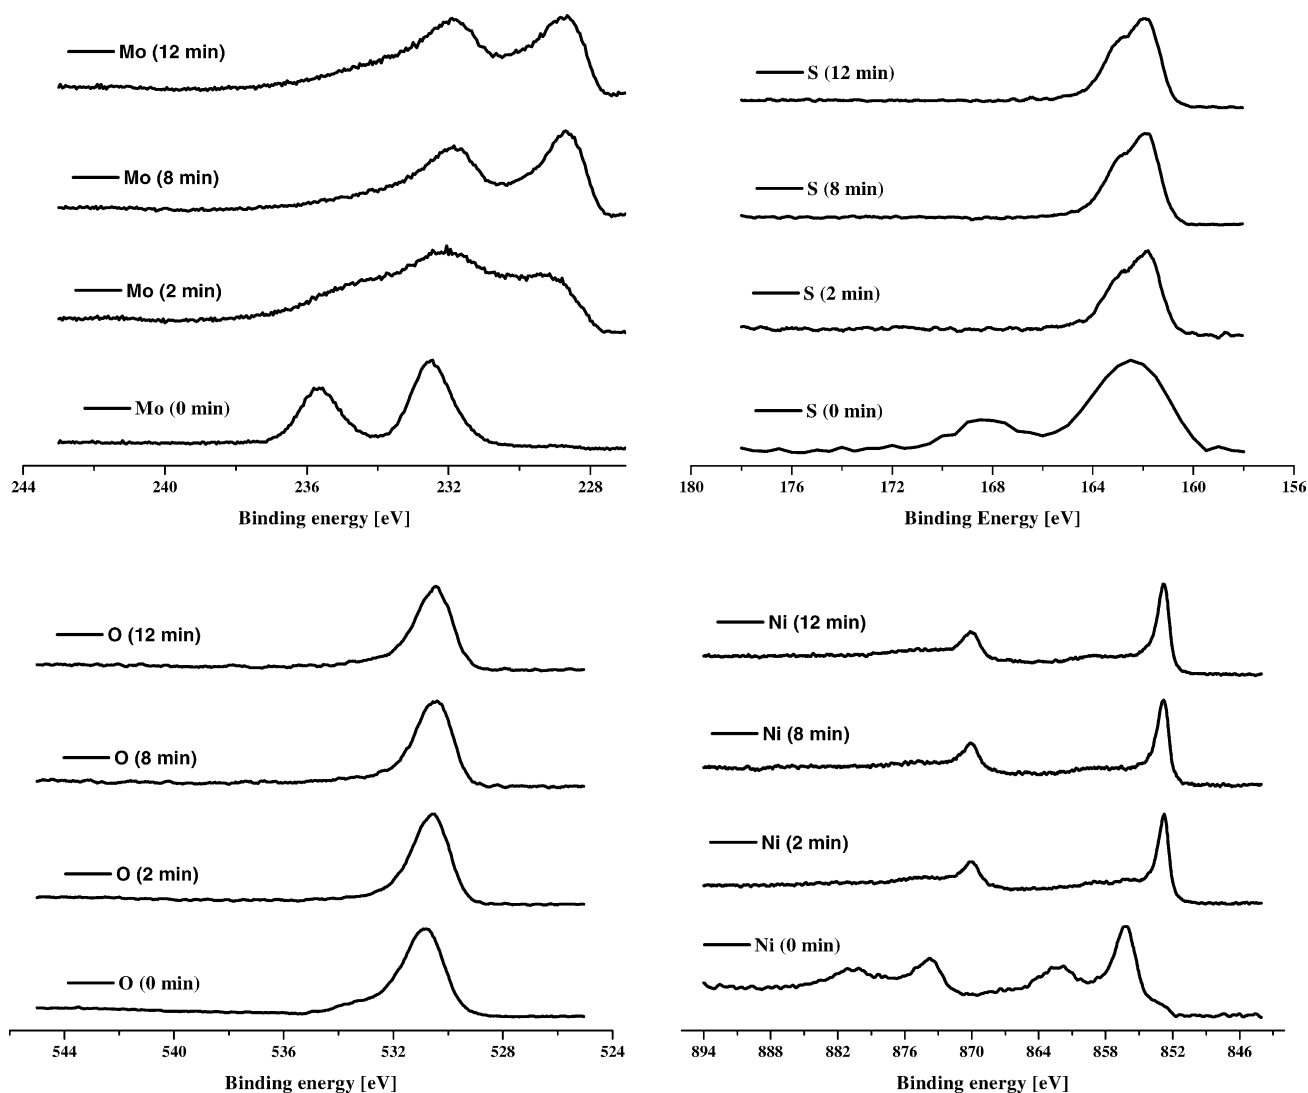 Mo (12 min)
Mo (8 min)
Mo (2 min)
Mo (0 min)
244 240 236 232 228
Binding energy [eV]
S (12 min)
S (8 min)
S (2 min)
S (0 min)
180 176 172 168 164 160 156
Binding Energy [eV]
O (12 min)
O (8 min)
O (2 min)
O (0 min)
544 540 536 532 528 524
Binding energy [eV]
Ni (12 min)
Ni (8 min)
Ni (2 min)
Ni (0 min)
894 888 882 876 870 864 858 852 846
Binding energy [eV]